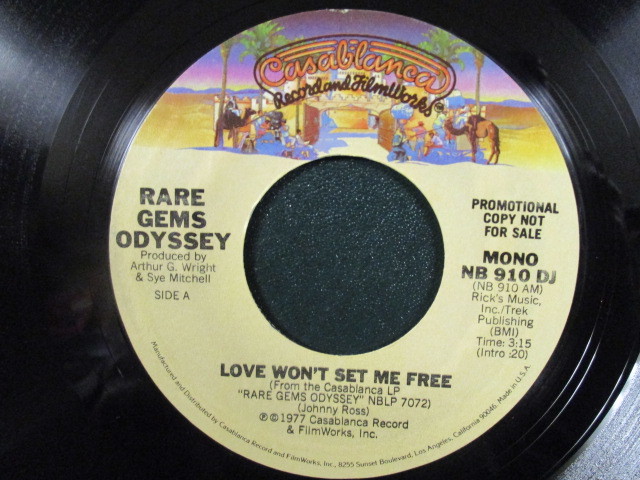 Casablanca
Record and FilmWorks
RARE
GEMS
ODYSSEY
Produced by
Arthur G. Wright
& Sye Mitchell
SIDE A
PROMOTIONAL
COPY NOT
FOR SALE
MONO
NB 910 DJ
(NB 910 AM)
Rick's Music,
Inc./Trek
Publishing
(BMI)
Time: 3:15
(Intro :20)
LOVE WON'T SET ME FREE
(From the Casablanca LP
"RARE GEMS ODYSSEY" NBLP 7072)
(Johnny Ross)
℗©1977 Casablanca Record
& FilmWorks, Inc.
Manufactured and Distributed by Casablanca Record and FilmWorks, Inc., 8255 Sunset Boulevard, Los Angeles, California 90046. Made in U.S.A.